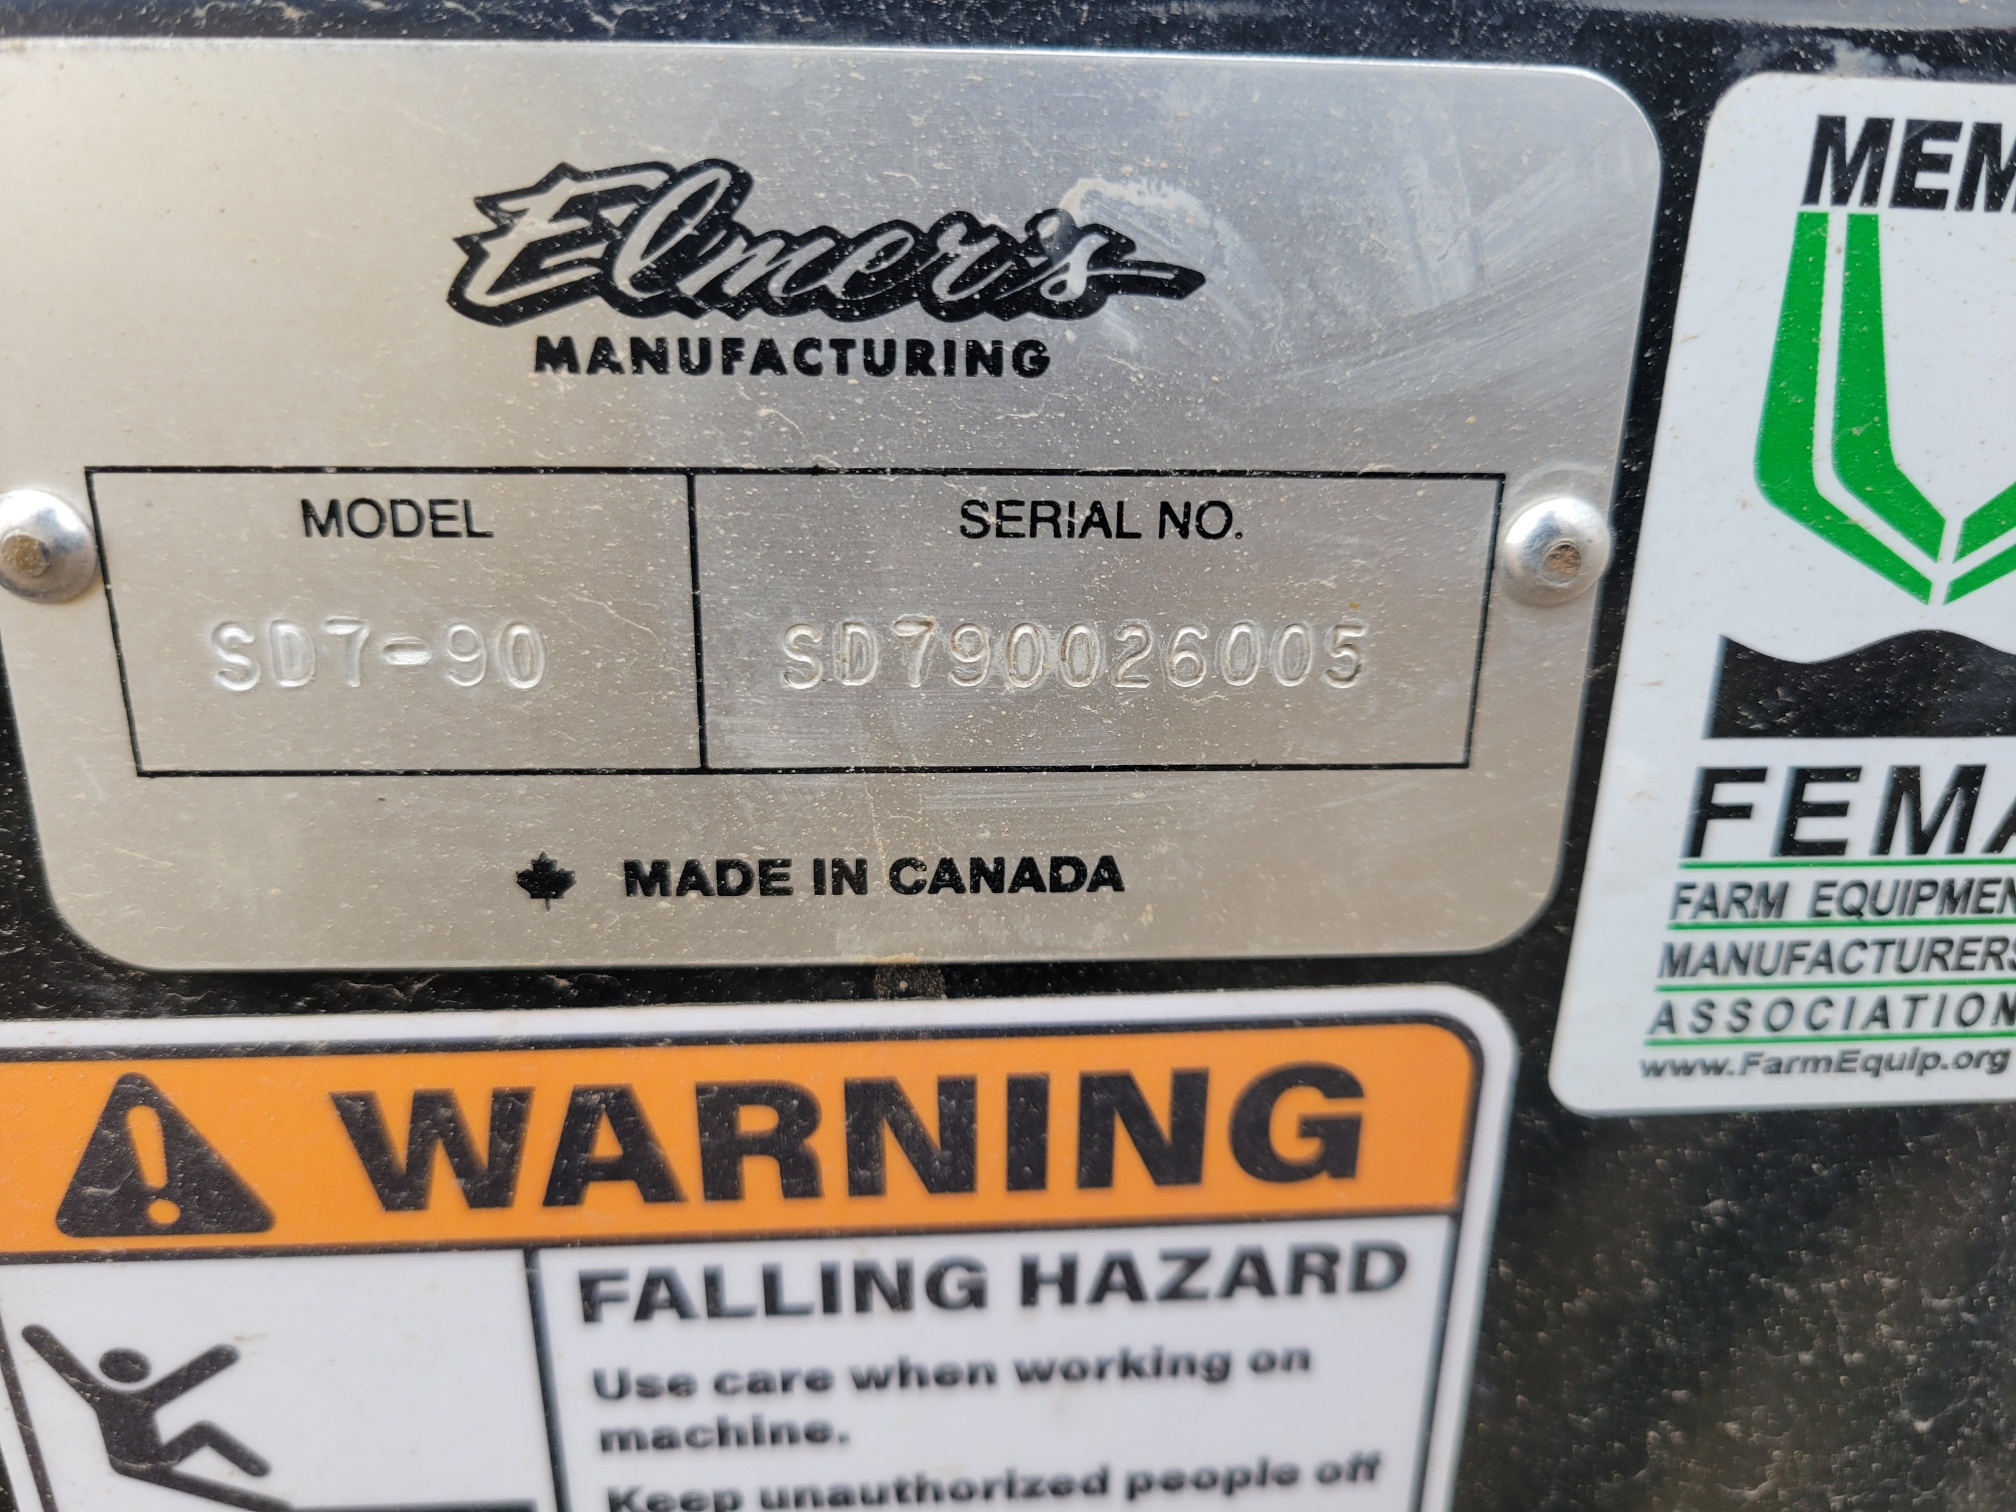 Elmer's
MANUFACTURING
MODEL
SERIAL NO.
SD7-90
SD790026005
MADE IN CANADA
MEM
FEMA
FARM EQUIPMEN
MANUFACTURERS
ASSOCIATION
www.FarmEquip.org
WARNING
FALLING HAZARD
Use care when working on
machine.
Keep unauthorized people off